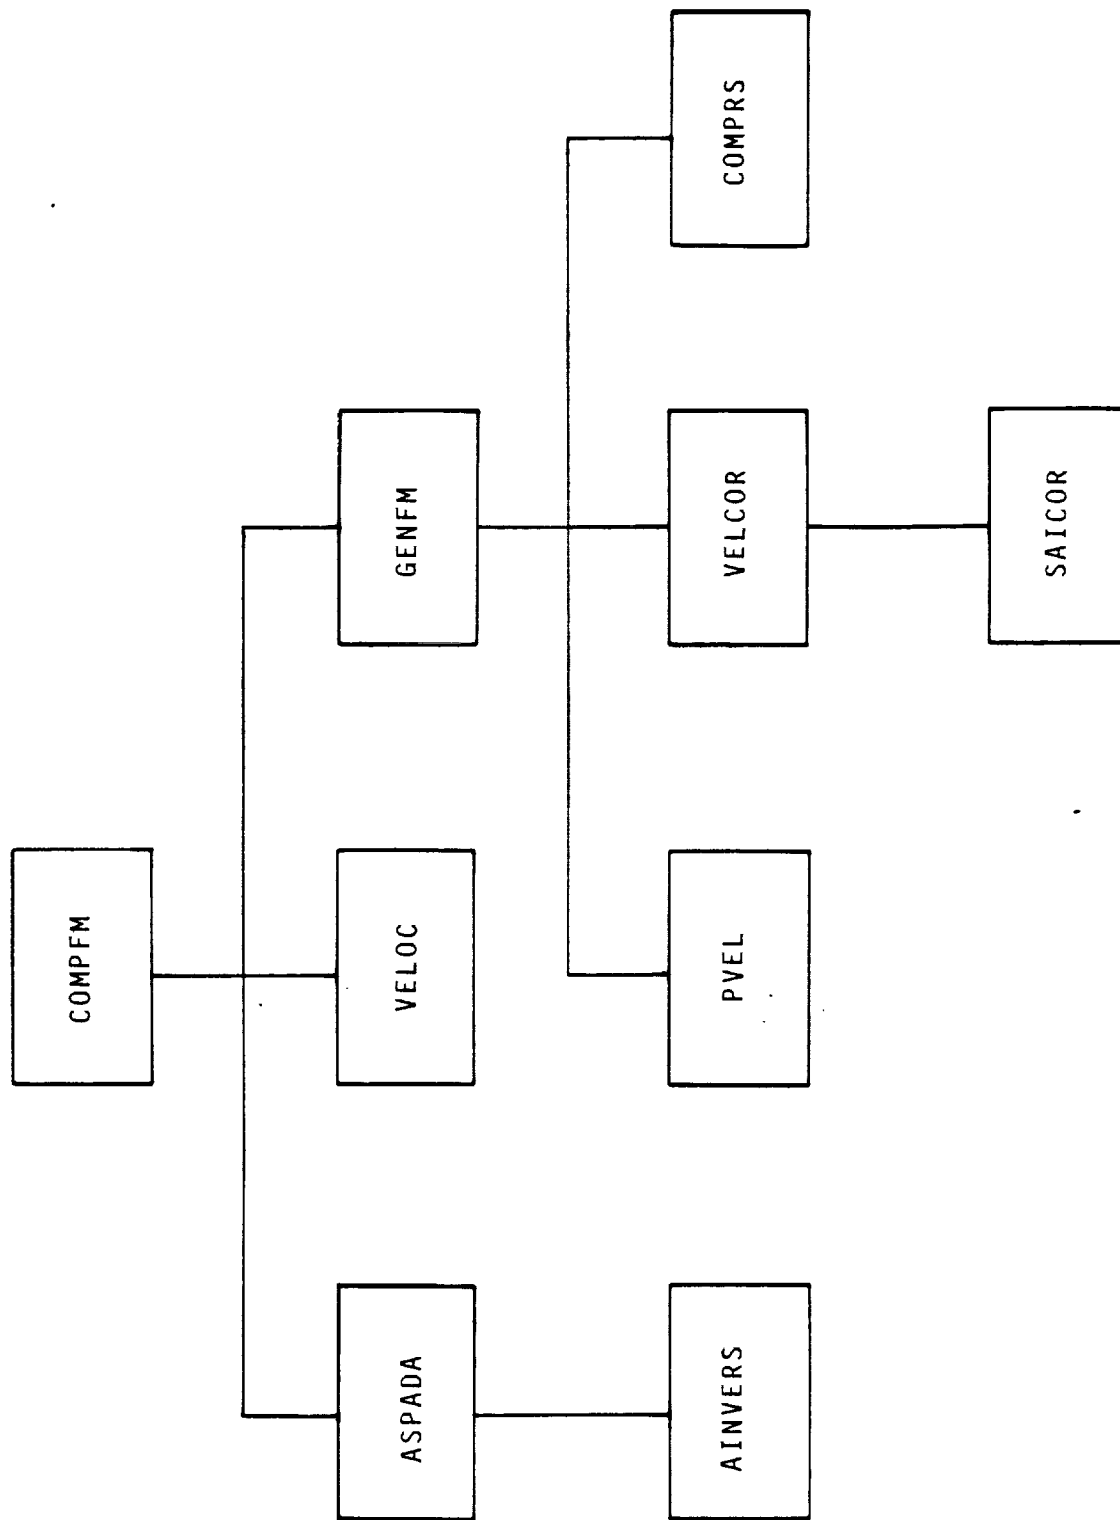 COMPFM
ASPADA
VELOC
GENFM
AINVERS
PVEL
VELCOR
COMPRS
SAICOR